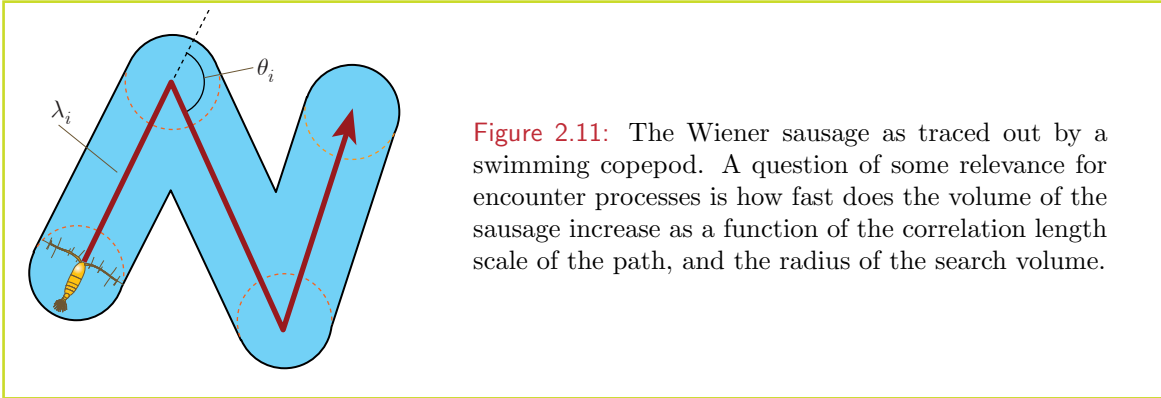 θi
λi
Figure 2.11: The Wiener sausage as traced out by a
swimming copepod. A question of some relevance for
encounter processes is how fast does the volume of the
sausage increase as a function of the correlation length
scale of the path, and the radius of the search volume.